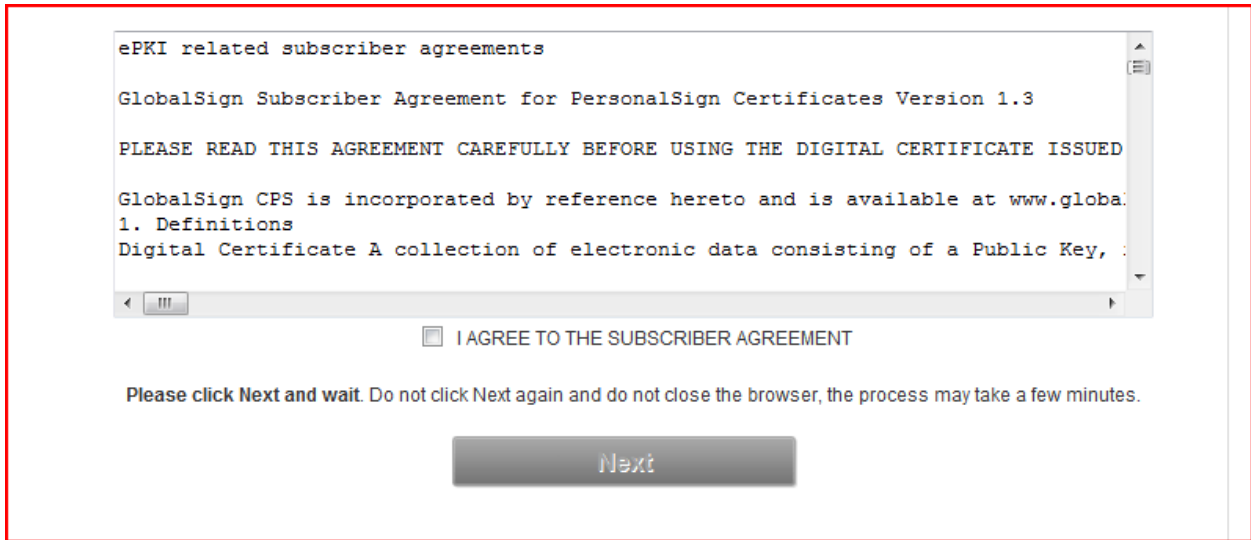 ePKI related subscriber agreements
GlobalSign Subscriber Agreement for PersonalSign Certificates Version 1.3
PLEASE READ THIS AGREEMENT CAREFULLY BEFORE USING THE DIGITAL CERTIFICATE ISSUED
GlobalSign CPS is incorporated by reference hereto and is available at
1. Definitions
Digital Certificate A collection of electronic data consisting of a Public Key,
I AGREE TO THE SUBSCRIBER AGREEMENT
Please click Next and wait. Do not click Next again and do not close the browser, the process may take a few minutes.
Next